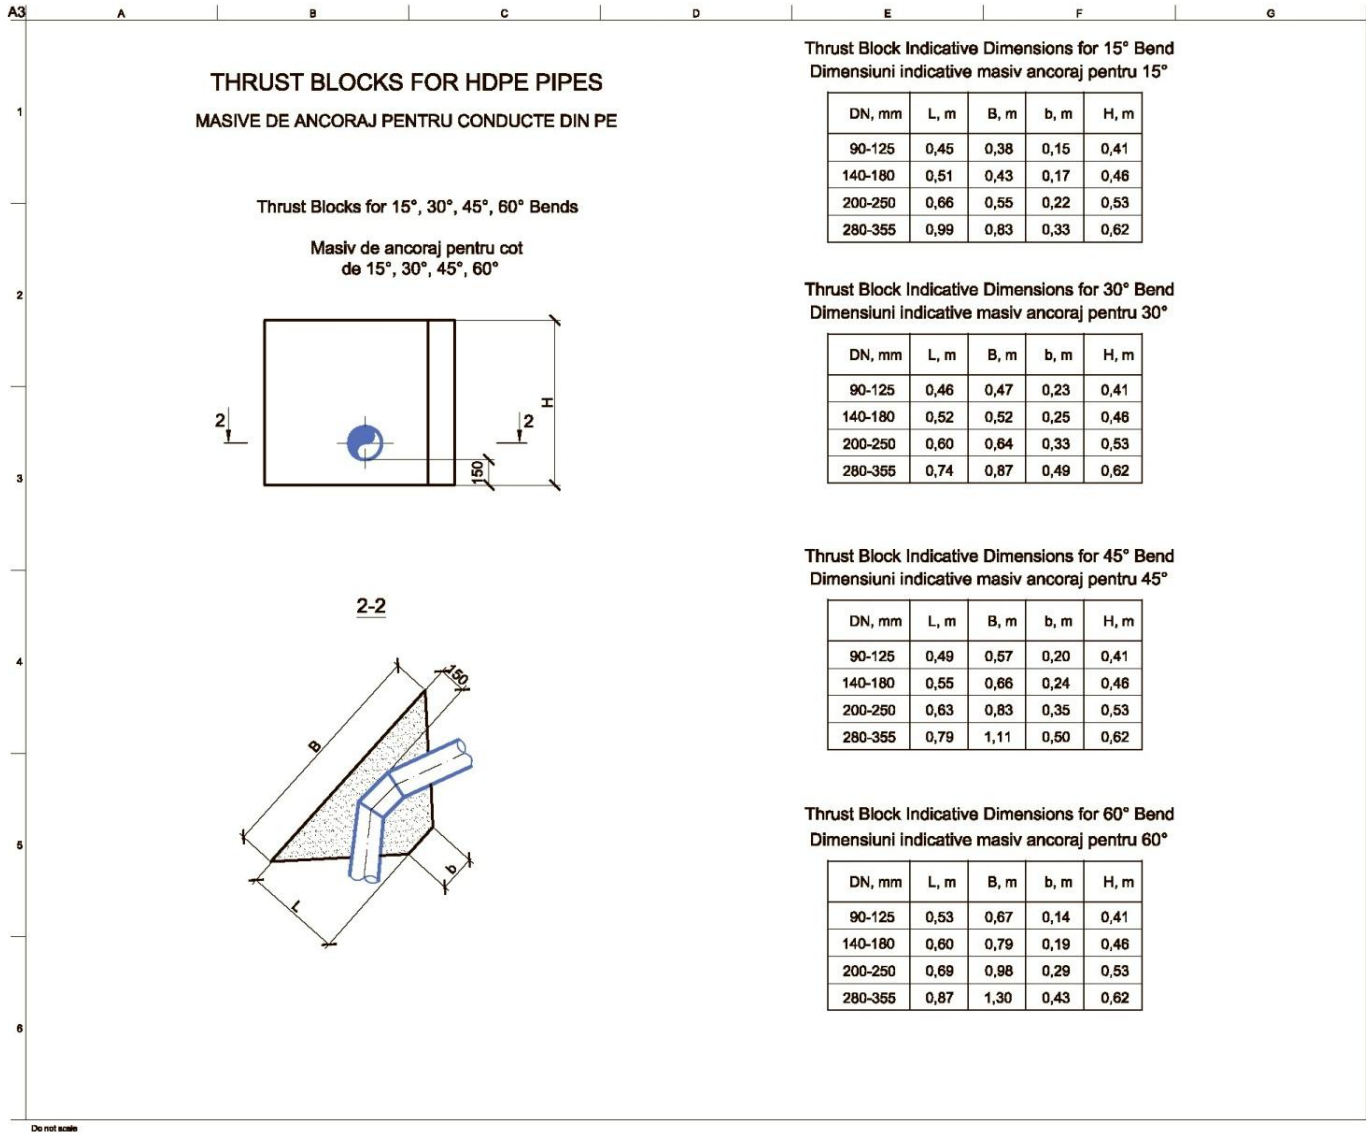 A3
A B C D E F G
1
2
3
4
5
6
THRUST BLOCKS FOR HDPE PIPES
MASIVE DE ANCORAJ PENTRU CONDUCTE DIN PE
Thrust Blocks for 15°, 30°, 45°, 60° Bends
Masiv de ancoraj pentru cot
de 15°, 30°, 45°, 60°
2 2
H
150
2-2
150
B
b
L
Thrust Block Indicative Dimensions for 15° Bend
Dimensiuni indicative masiv ancoraj pentru 15°
DN, mm L, m B, m b, m H, m
90-125 0,45 0,38 0,15 0,41
140-180 0,51 0,43 0,17 0,46
200-250 0,66 0,55 0,22 0,53
280-355 0,99 0,83 0,33 0,62
Thrust Block Indicative Dimensions for 30° Bend
Dimensiuni indicative masiv ancoraj pentru 30°
DN, mm L, m B, m b, m H, m
90-125 0,46 0,47 0,23 0,41
140-180 0,52 0,52 0,25 0,46
200-250 0,60 0,64 0,33 0,53
280-355 0,74 0,87 0,49 0,62
Thrust Block Indicative Dimensions for 45° Bend
Dimensiuni indicative masiv ancoraj pentru 45°
DN, mm L, m B, m b, m H, m
90-125 0,49 0,57 0,20 0,41
140-180 0,55 0,66 0,24 0,46
200-250 0,63 0,83 0,35 0,53
280-355 0,79 1,11 0,50 0,62
Thrust Block Indicative Dimensions for 60° Bend
Dimensiuni indicative masiv ancoraj pentru 60°
DN, mm L, m B, m b, m H, m
90-125 0,53 0,67 0,14 0,41
140-180 0,60 0,79 0,19 0,46
200-250 0,69 0,98 0,29 0,53
280-355 0,87 1,30 0,43 0,62
Do not scale